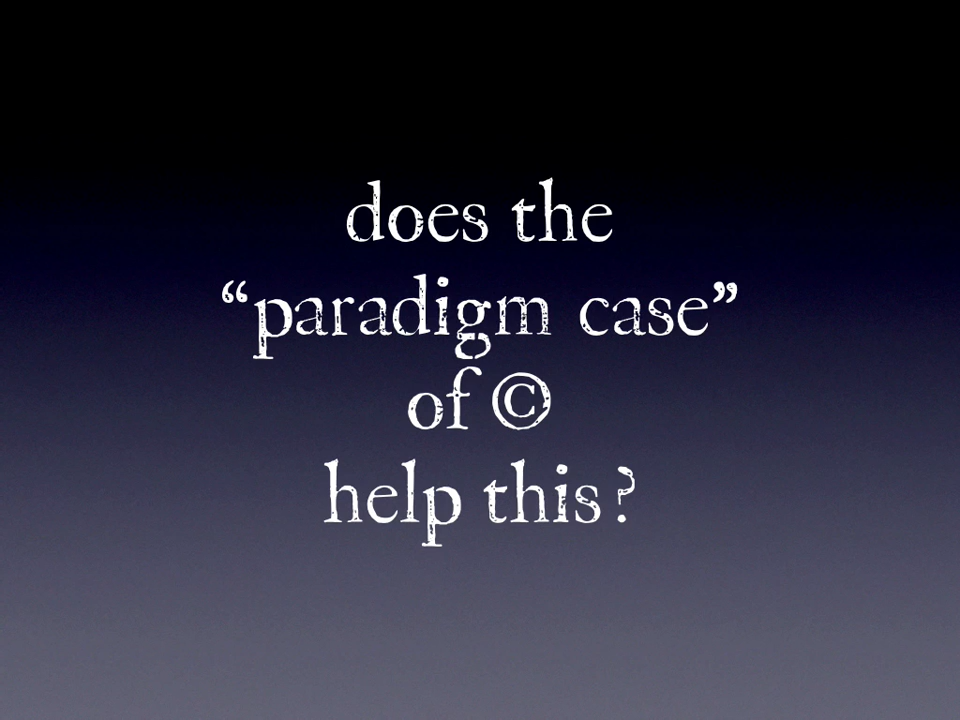 does the
“paradigm case”
of ©
help this?